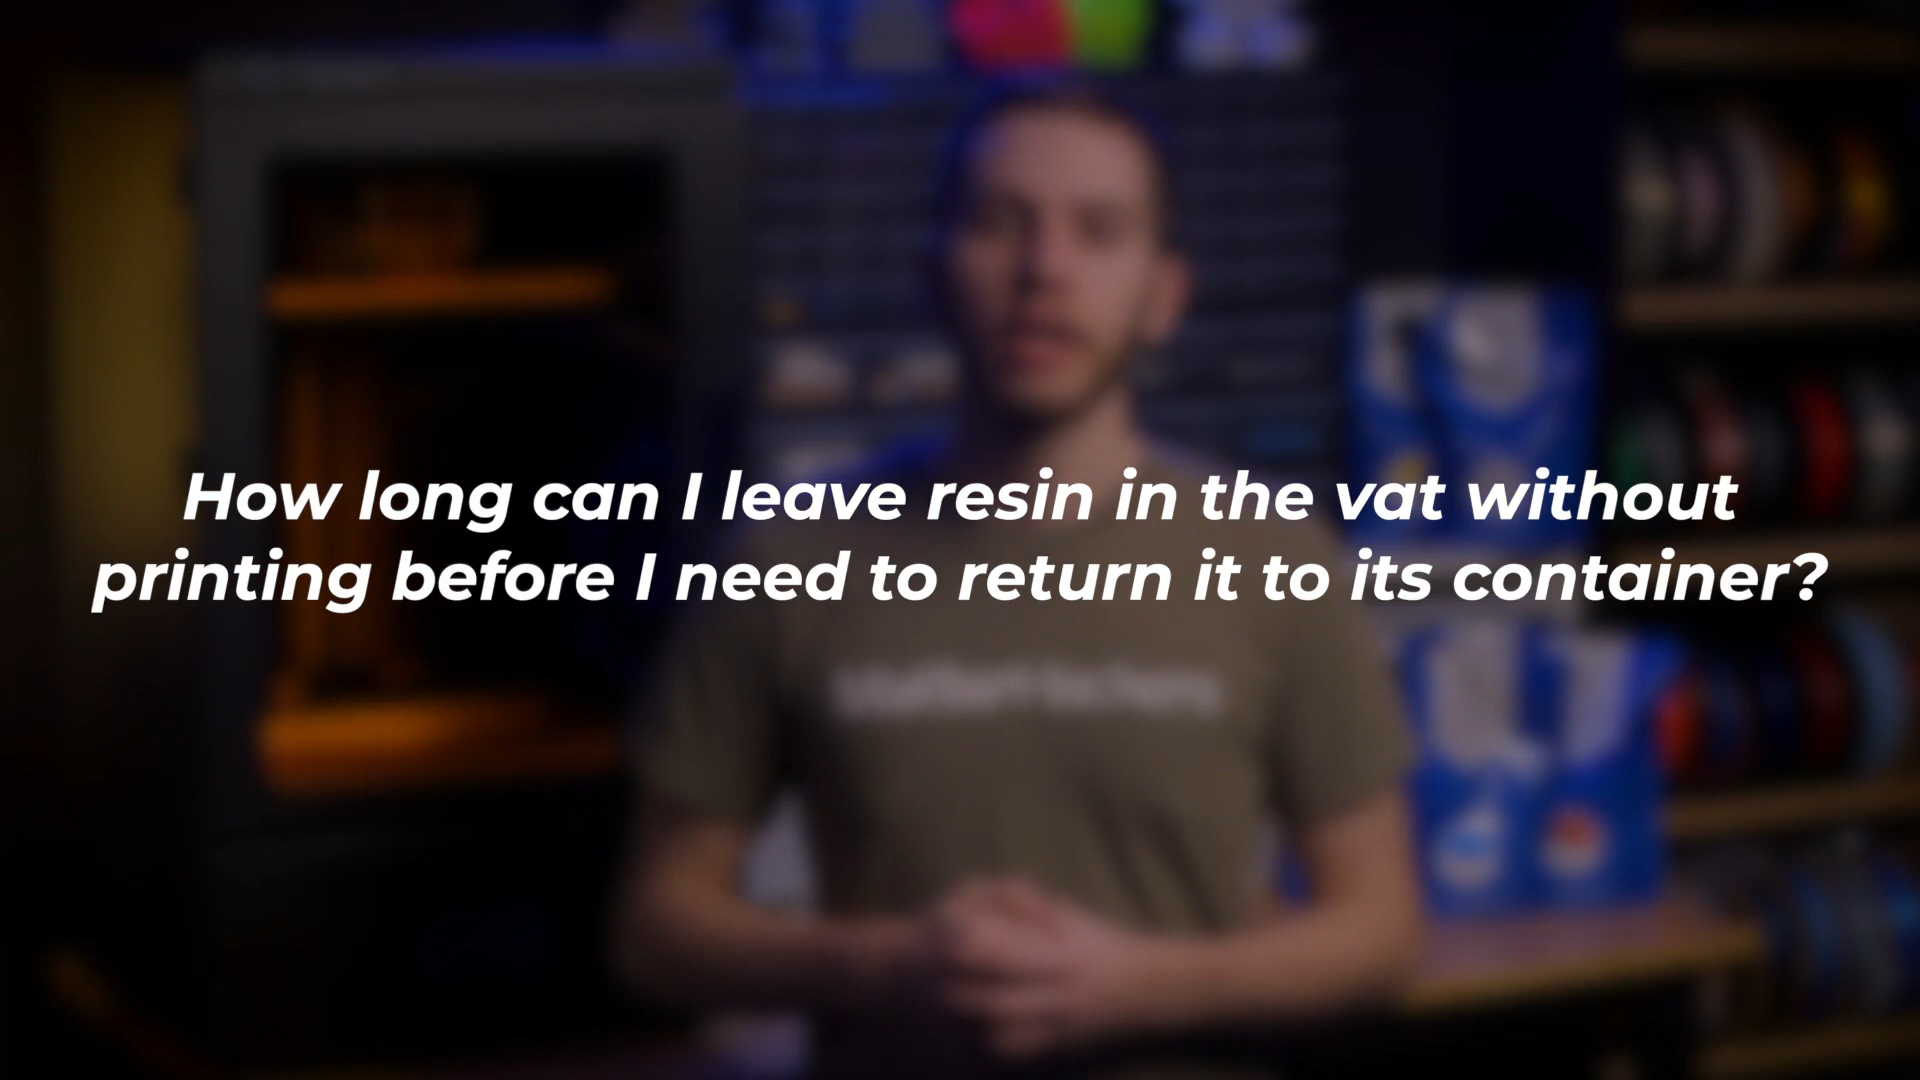 How long can I leave resin in the vat without
printing before I need to return it to its container?